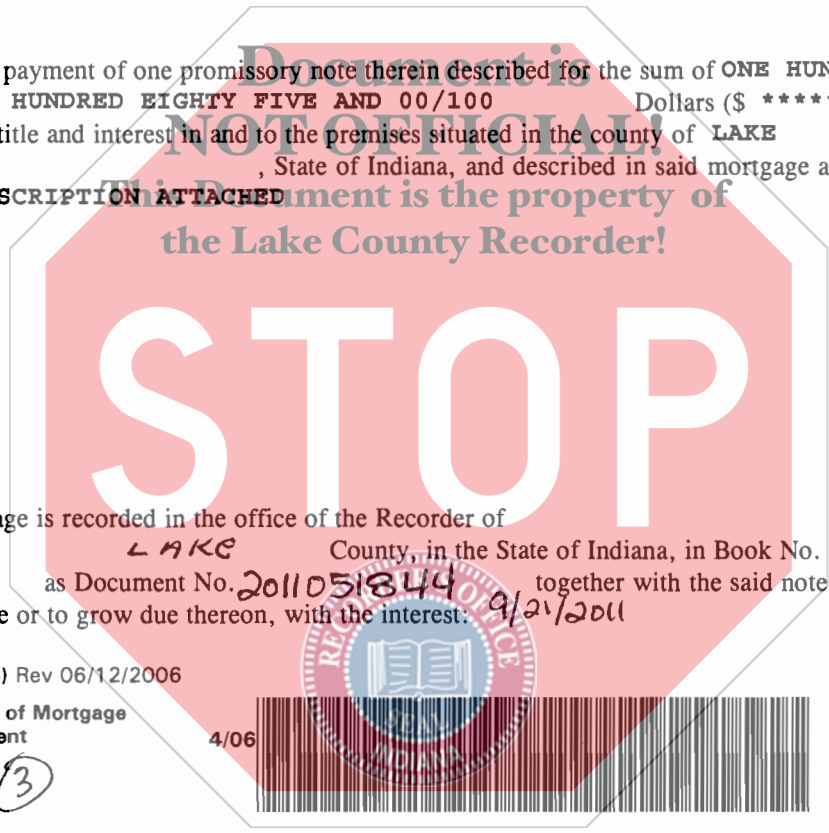 Document is
payment of one promissory note therein described for the sum of ONE HUN
HUNDRED EIGHTY FIVE AND 00/100 Dollars ($ *****
NOT OFFICIAL!
title and interest in and to the premises situated in the county of LAKE
, State of Indiana, and described in said mortgage a
SCRIPTION ATTACHED
This Document is the property of
the Lake County Recorder!
STOP
ge is recorded in the office of the Recorder of
LAKE County, in the State of Indiana, in Book No.
as Document No. 2011051844 together with the said note
e or to grow due thereon, with the interest: 9/21/2011
RECORDER'S OFFICE
SEAL
INDIANA
) Rev 06/12/2006
of Mortgage
ent 4/06
3